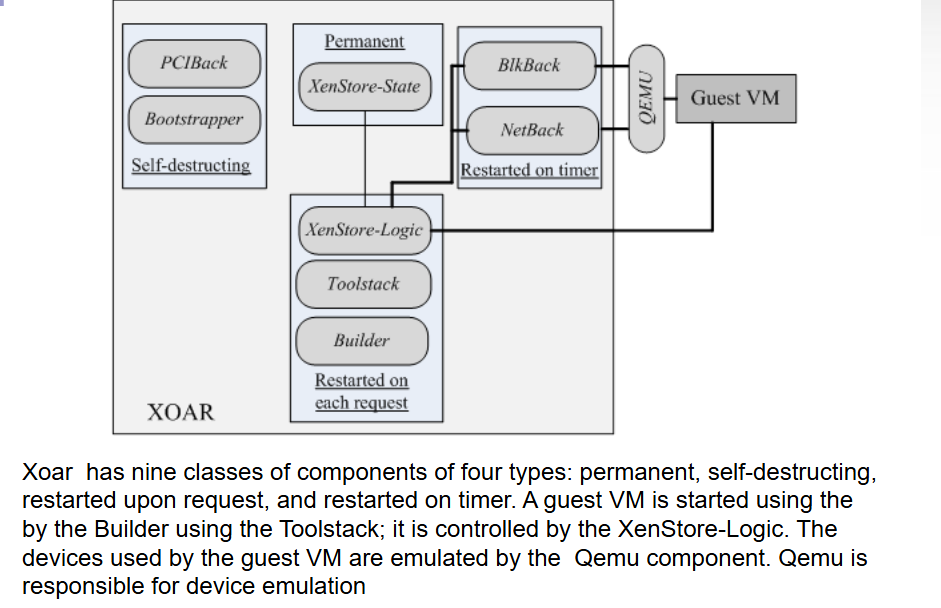 Permanent
PCIBack
XenStore-State
BlkBack
QEMU
Guest VM
Bootstrapper
NetBack
Self-destructing
Restarted on timer
XenStore-Logic
Toolstack
Builder
Restarted on
each request
XOAR
Xoar has nine classes of components of four types: permanent, self-destructing,
restarted upon request, and restarted on timer. A guest VM is started using the
by the Builder using the Toolstack; it is controlled by the XenStore-Logic. The
devices used by the guest VM are emulated by the Qemu component. Qemu is
responsible for device emulation